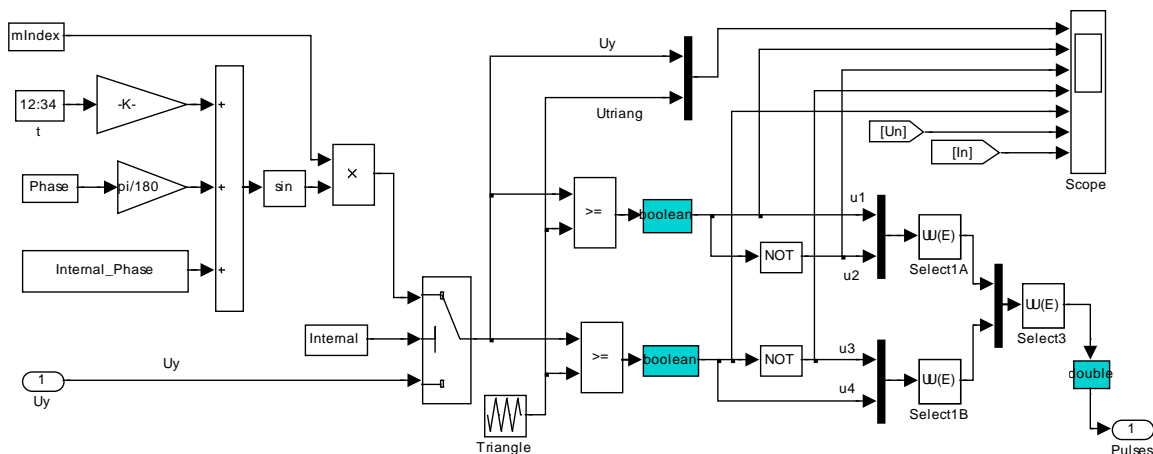 mIndex
12:34
t
-K-
Phase
pi/180
Internal_Phase
+
+
+
sin
×
Internal
Uy
1
Uy
Triangle
Uy
Utriang
>=
>=
boolean
boolean
NOT
NOT
u1
u2
u3
u4
[Un]
[In]
Scope
U(E)
Select1A
U(E)
Select1B
U(E)
Select3
double
1
Pulses